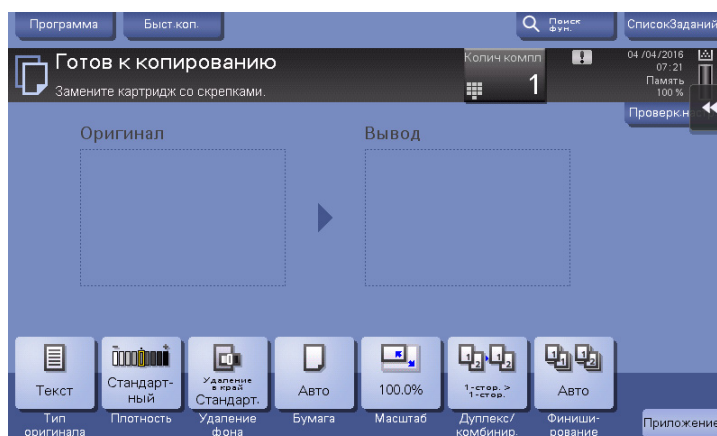 Программа
Быст.коп.
Поиск
фун.
СписокЗаданий
Готов к копированию
Замените картридж со скрепками.
Колич компл
1
04/04/2016
07:21
Память
100 %
Оригинал
Вывод
Текст
Стандарт-
ный
Удаление
в край
Стандарт.
Авто
100.0%
1-стор. >
1-стор.
Авто
Тип
оригинала
Плотность
Удаление
фона
Бумага
Масштаб
Дуплекс/
комбинир.
Финиши-
рование
Приложение